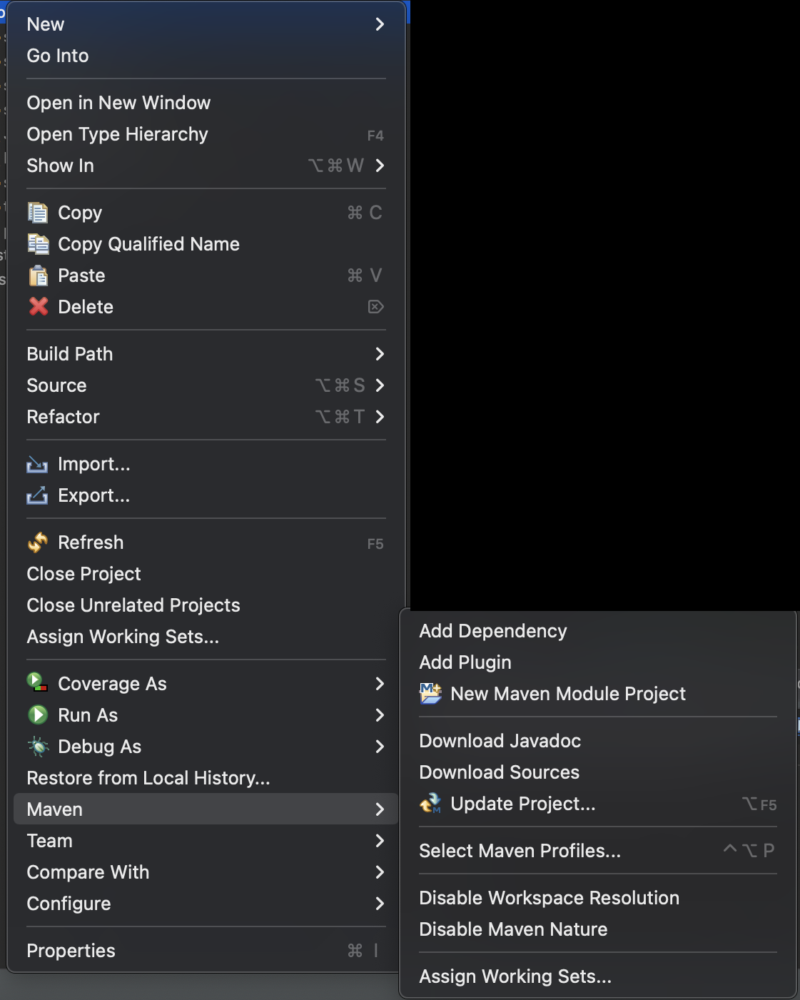 New
Go Into
Open in New Window
Open Type Hierarchy F4
Show In ⌥⌘W
Copy ⌘ C
Copy Qualified Name
Paste ⌘ V
Delete ⌦
Build Path
Source ⌥⌘S
Refactor ⌥⌘T
Import...
Export...
Refresh F5
Close Project
Close Unrelated Projects
Assign Working Sets...
Coverage As
Run As
Debug As
Restore from Local History...
Maven
Team
Compare With
Configure
Properties ⌘ I
Add Dependency
Add Plugin
New Maven Module Project
Download Javadoc
Download Sources
Update Project... ⌥F5
Select Maven Profiles... ^⌥P
Disable Workspace Resolution
Disable Maven Nature
Assign Working Sets...